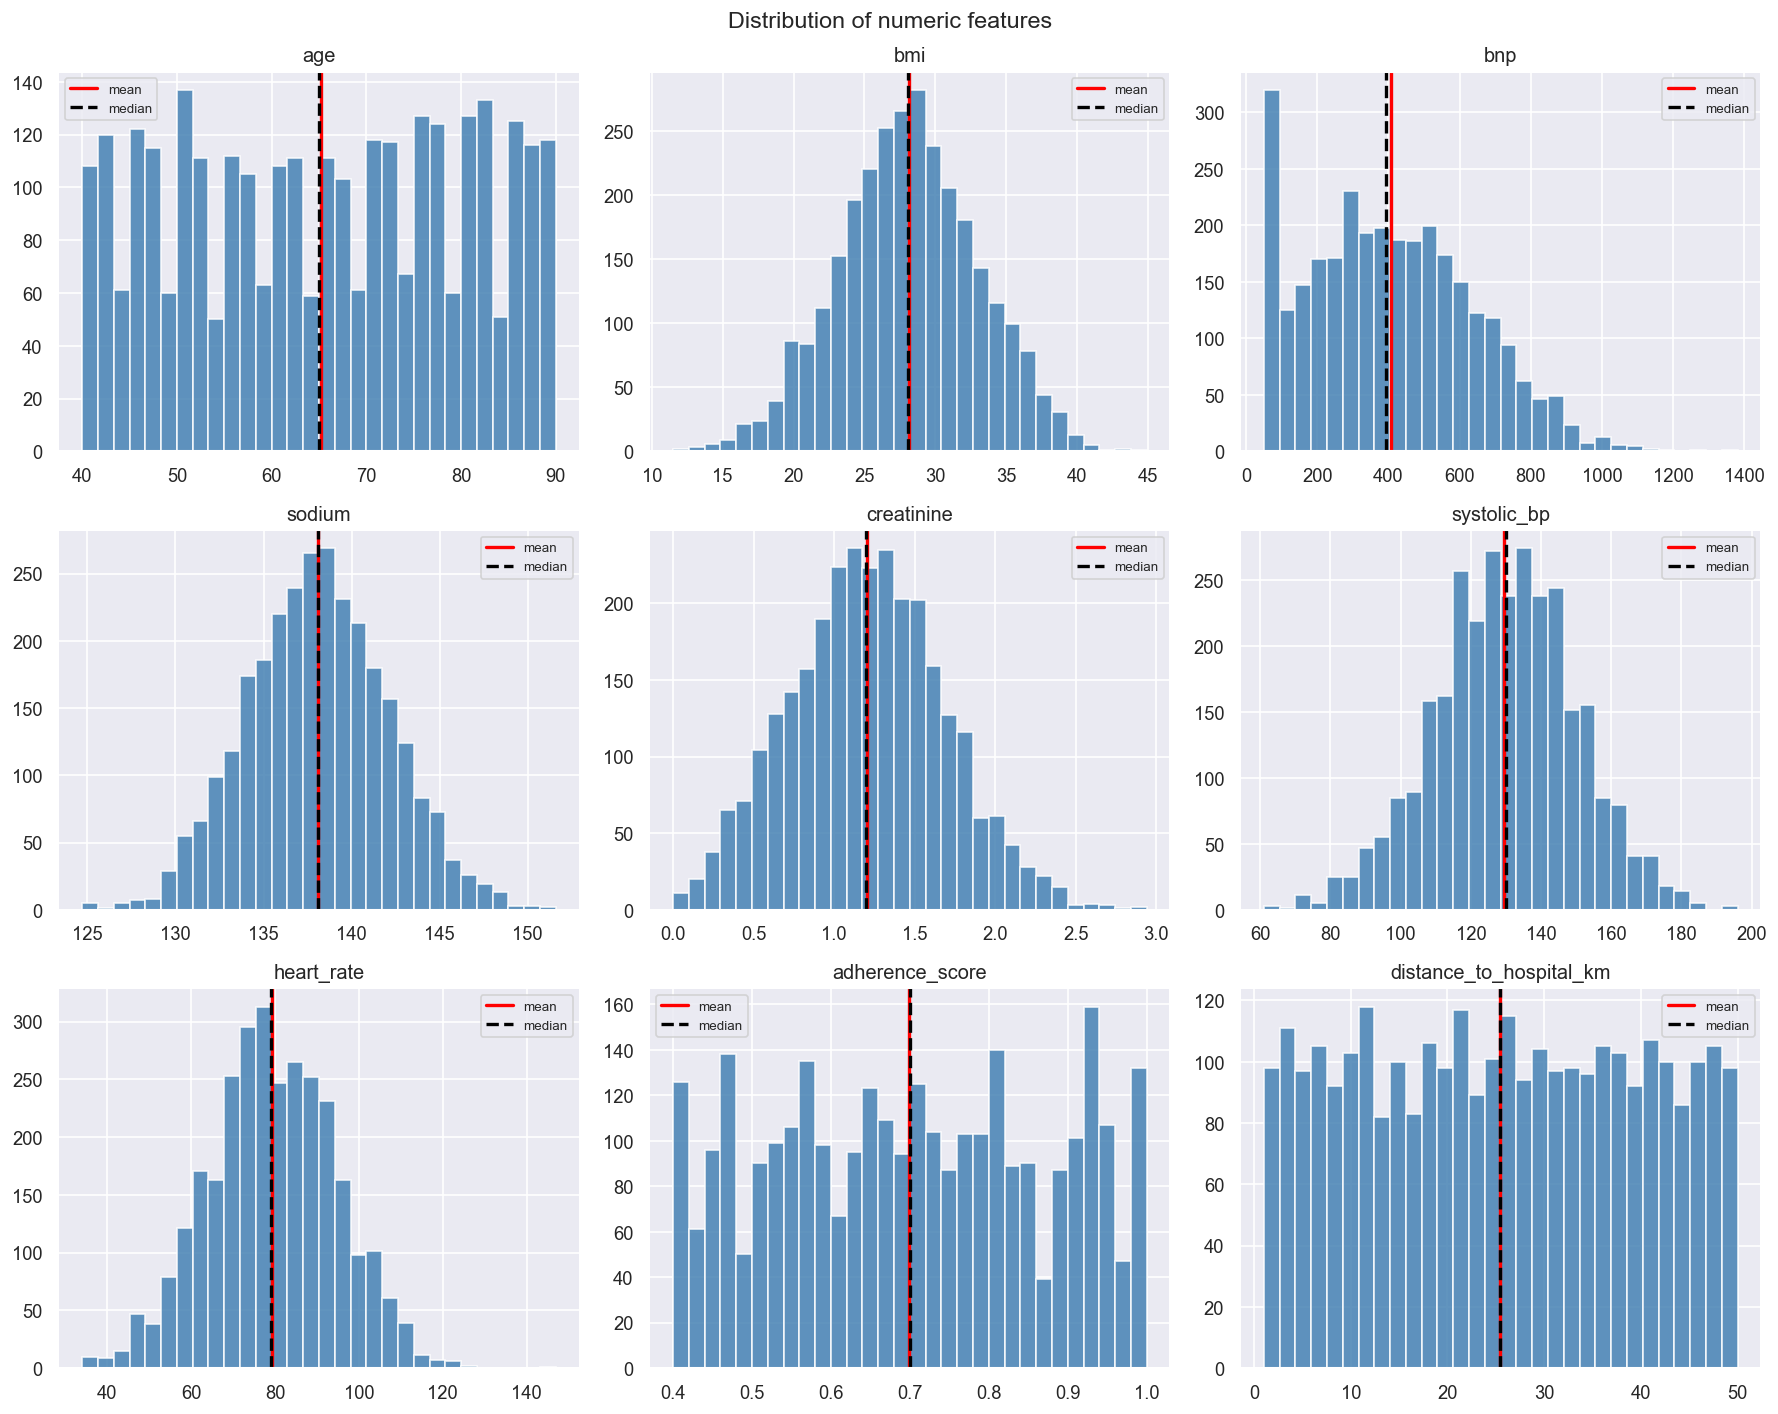 Distribution of numeric features
age
mean
median
140
120
100
80
60
40
20
0
40 50 60 70 80 90
bmi
mean
median
250
200
150
100
50
0
10 15 20 25 30 35 40 45
bnp
mean
median
300
250
200
150
100
50
0
0 200 400 600 800 1000 1200 1400
sodium
mean
median
250
200
150
100
50
0
125 130 135 140 145 150
creatinine
mean
median
200
150
100
50
0
0.0 0.5 1.0 1.5 2.0 2.5 3.0
systolic_bp
mean
median
250
200
150
100
50
0
60 80 100 120 140 160 180 200
heart_rate
mean
median
300
250
200
150
100
50
0
40 60 80 100 120 140
adherence_score
mean
median
160
140
120
100
80
60
40
20
0
0.4 0.5 0.6 0.7 0.8 0.9 1.0
distance_to_hospital_km
mean
median
120
100
80
60
40
20
0
0 10 20 30 40 50